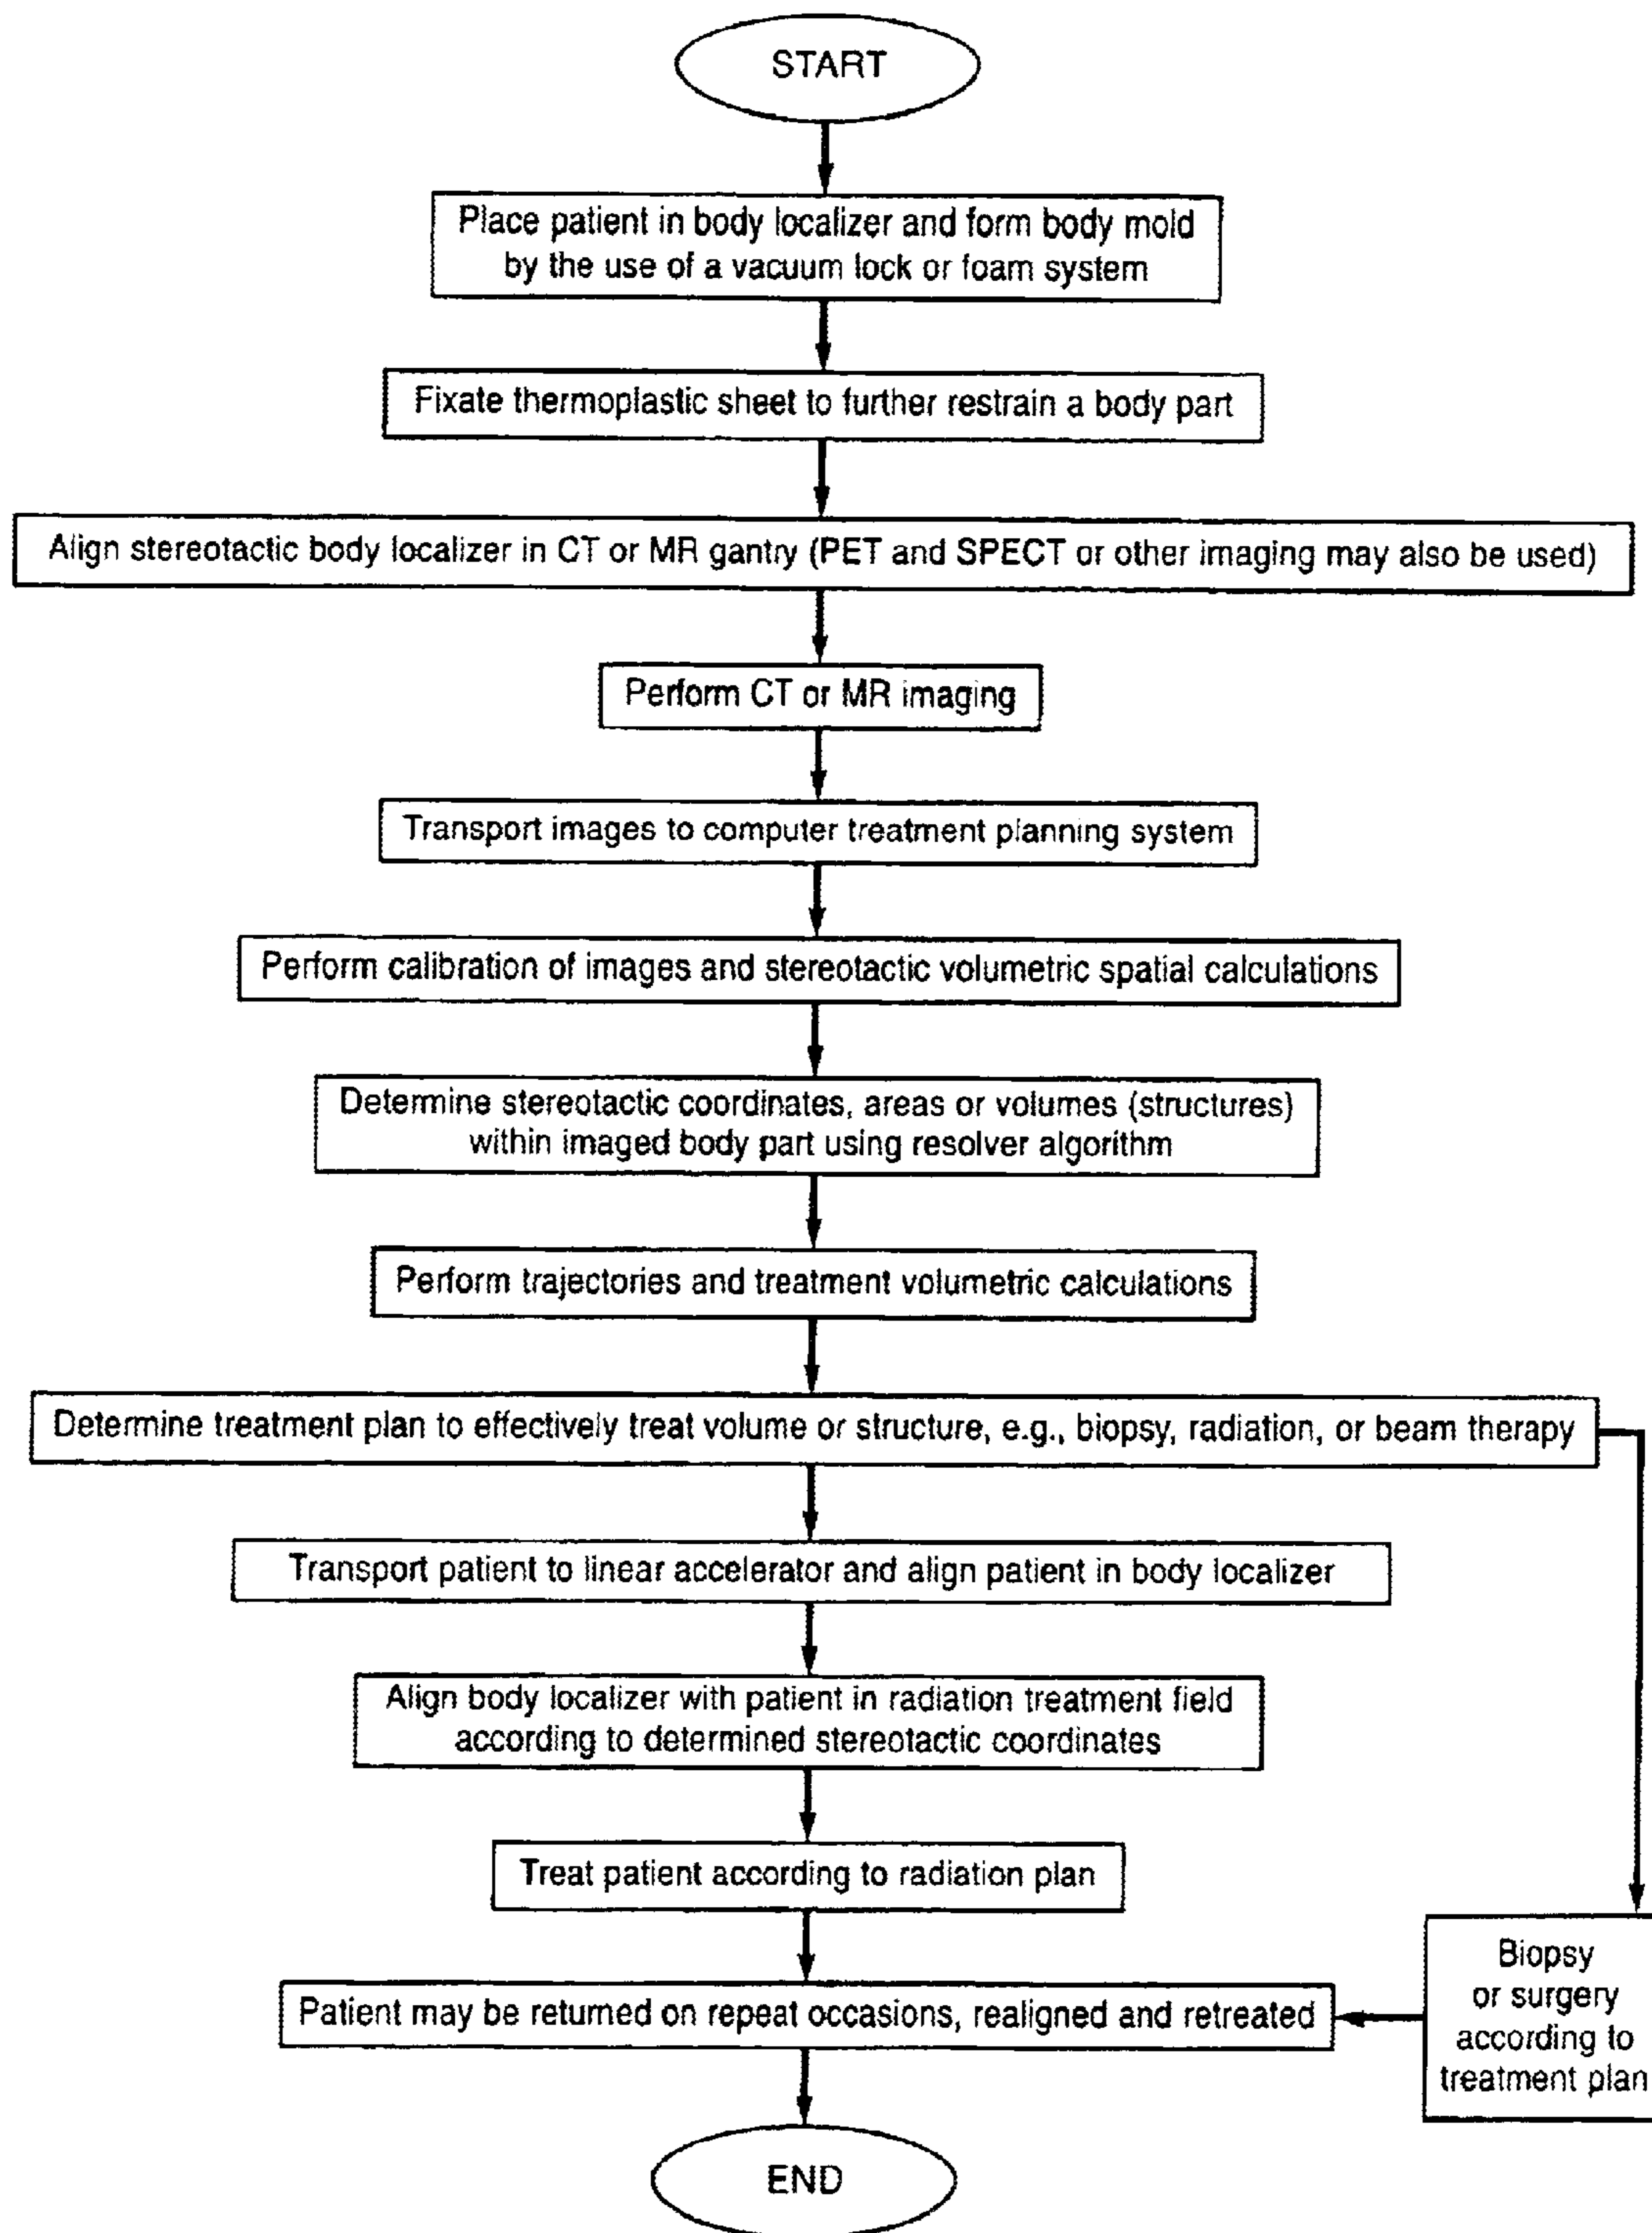 START
Place patient in body localizer and form body mold
by the use of a vacuum lock or foam system
Fixate thermoplastic sheet to further restrain a body part
Align stereotactic body localizer in CT or MR gantry (PET and SPECT or other imaging may also be used)
Perform CT or MR imaging
Transport images to computer treatment planning system
Perform calibration of images and stereotactic volumetric spatial calculations
Determine stereotactic coordinates, areas or volumes (structures)
within imaged body part using resolver algorithm
Perform trajectories and treatment volumetric calculations
Determine treatment plan to effectively treat volume or structure, e.g., biopsy, radiation, or beam therapy
Transport patient to linear accelerator and align patient in body localizer
Align body localizer with patient in radiation treatment field
according to determined stereotactic coordinates
Treat patient according to radiation plan
Biopsy
or surgery
according to
treatment plan
Patient may be returned on repeat occasions, realigned and retreated
END